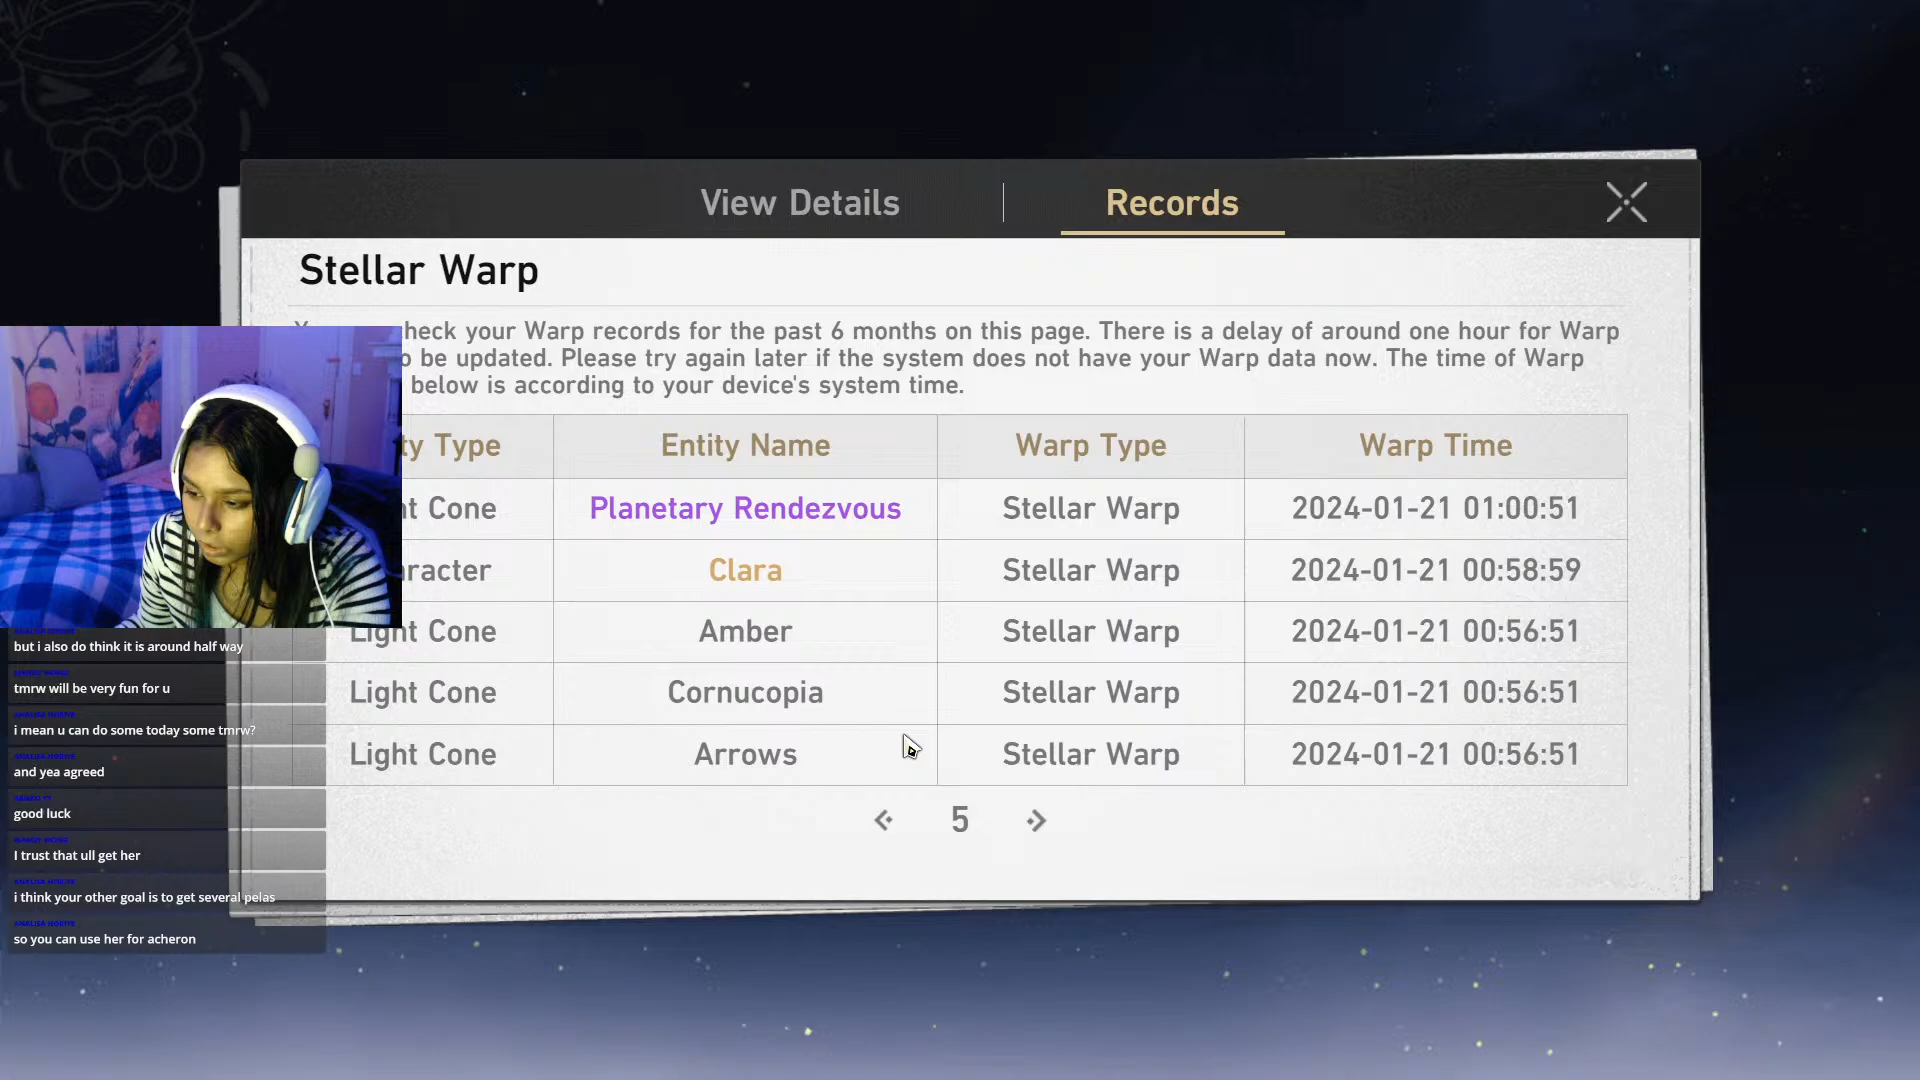 View Details
Records
Stellar Warp
heck your Warp records for the past 6 months on this page. There is a delay of around one hour for Warp
o be updated. Please try again later if the system does not have your Warp data now. The time of Warp
below is according to your device's system time.
ty Type Entity Name Warp Type Warp Time
nt Cone Planetary Rendezvous Stellar Warp 2024-01-21 01:00:51
aracter Clara Stellar Warp 2024-01-21 00:58:59
Light Cone Amber Stellar Warp 2024-01-21 00:56:51
Light Cone Cornucopia Stellar Warp 2024-01-21 00:56:51
Light Cone Arrows Stellar Warp 2024-01-21 00:56:51
5
but i also do think it is around half way
tmrw will be very fun for u
i mean u can do some today some tmrw?
and yea agreed
good luck
I trust that ull get her
i think your other goal is to get several pelas
so you can use her for acheron